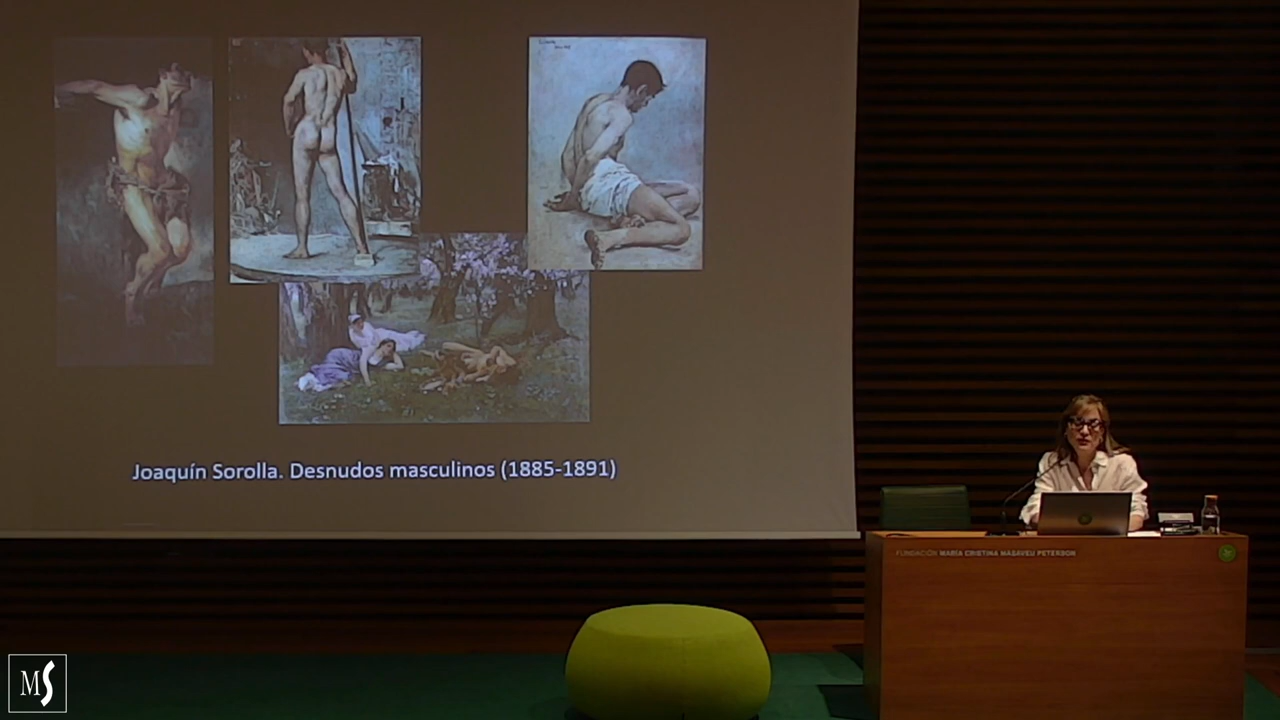 Joaquín Sorolla. Desnudos masculinos (1885-1891)
FUNDACIÓN MARÍA CRISTINA MASAVEU PETERSON
MS